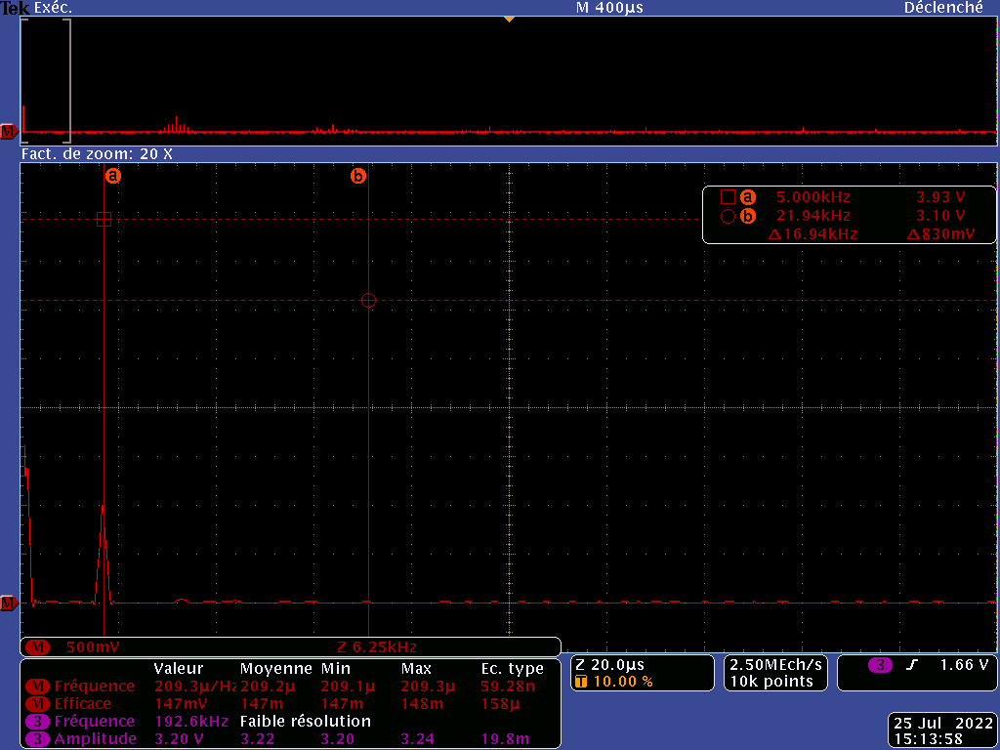 Tek Exéc. M 400µs Déclenché
M
Fact. de zoom: 20 X
a b
a 5.000kHz 3.93 V
b 21.94kHz 3.10 V
Δ16.94kHz Δ830mV
M
M 500mV Z 6.25kHz
Valeur Moyenne Min Max Ec. type
M Fréquence 209.3µ/Hz 209.2µ 209.1µ 209.3µ 59.28n
M Efficace 147mV 147m 147m 148m 158µ
3 Fréquence 192.6kHz Faible résolution
3 Amplitude 3.20 V 3.22 3.20 3.24 19.8m
Z 20.0µs
T 10.00 %
2.50MEch/s
10k points
3 1.66 V
25 Jul 2022
15:13:58